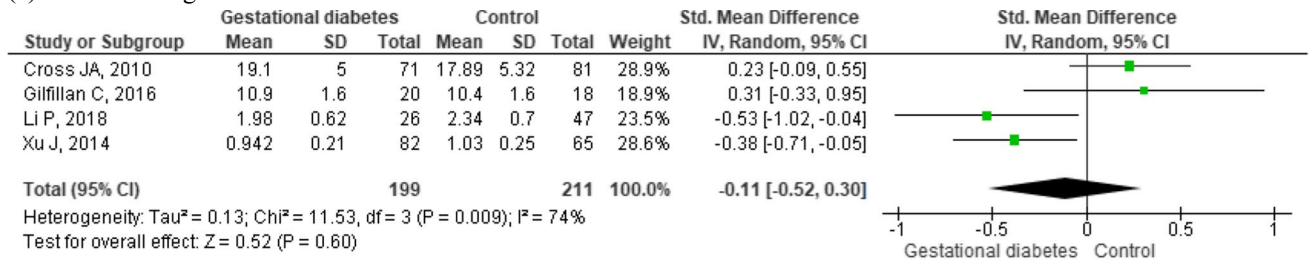 Gestational diabetes Control Std. Mean Difference Std. Mean Difference
Study or Subgroup Mean SD Total Mean SD Total Weight IV, Random, 95% CI IV, Random, 95% CI
Cross JA, 2010 19.1 5 71 17.89 5.32 81 28.9% 0.23 [-0.09, 0.55]
Gilfillan C, 2016 10.9 1.6 20 10.4 1.6 18 18.9% 0.31 [-0.33, 0.95]
Li P, 2018 1.98 0.62 26 2.34 0.7 47 23.5% -0.53 [-1.02, -0.04]
Xu J, 2014 0.942 0.21 82 1.03 0.25 65 28.6% -0.38 [-0.71, -0.05]
Total (95% CI) 199 211 100.0% -0.11 [-0.52, 0.30]
Heterogeneity: Tau² = 0.13; Chi² = 11.53, df = 3 (P = 0.009); I² = 74%
Test for overall effect: Z = 0.52 (P = 0.60)
-1 -0.5 0 0.5 1
Gestational diabetes Control